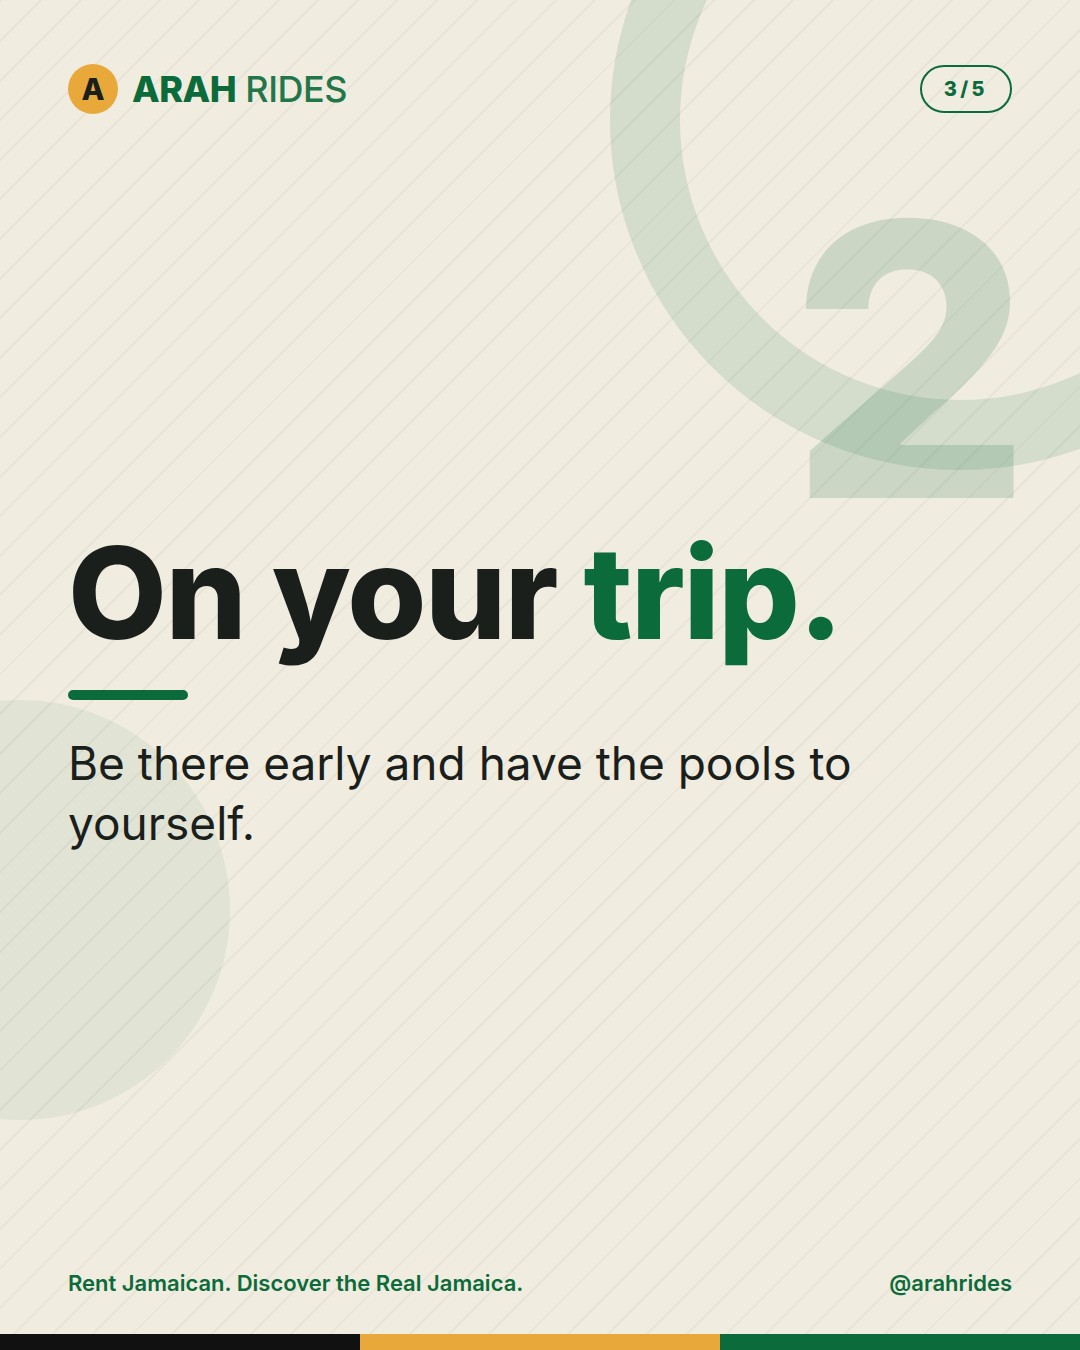 A ARAH RIDES
3/5
2
On your trip.
Be there early and have the pools to
yourself.
Rent Jamaican. Discover the Real Jamaica.
@arahrides